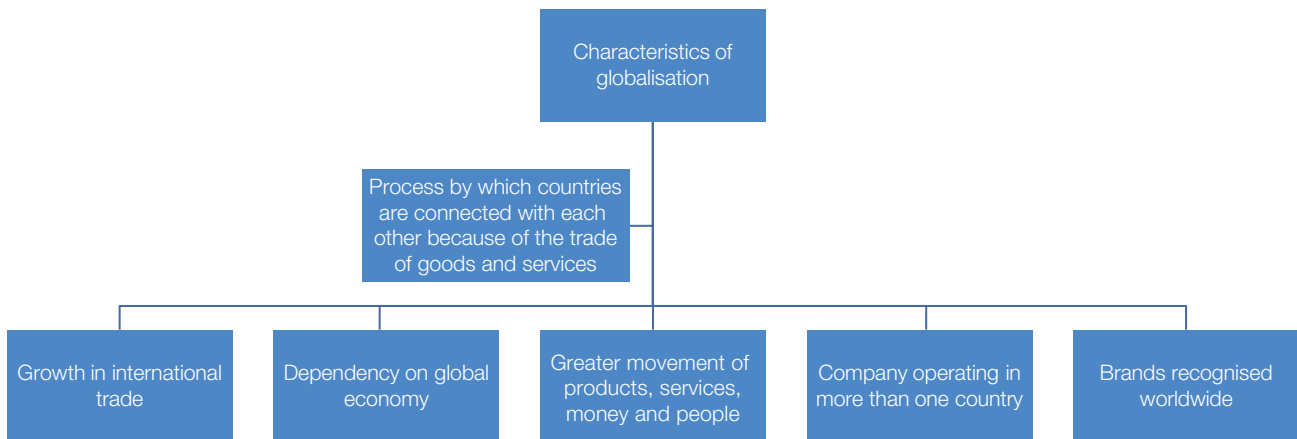 Characteristics of
globalisation
Process by which countries
are connected with each
other because of the trade
of goods and services
Growth in international
trade
Dependency on global
economy
Greater movement of
products, services,
money and people
Company operating in
more than one country
Brands recognised
worldwide